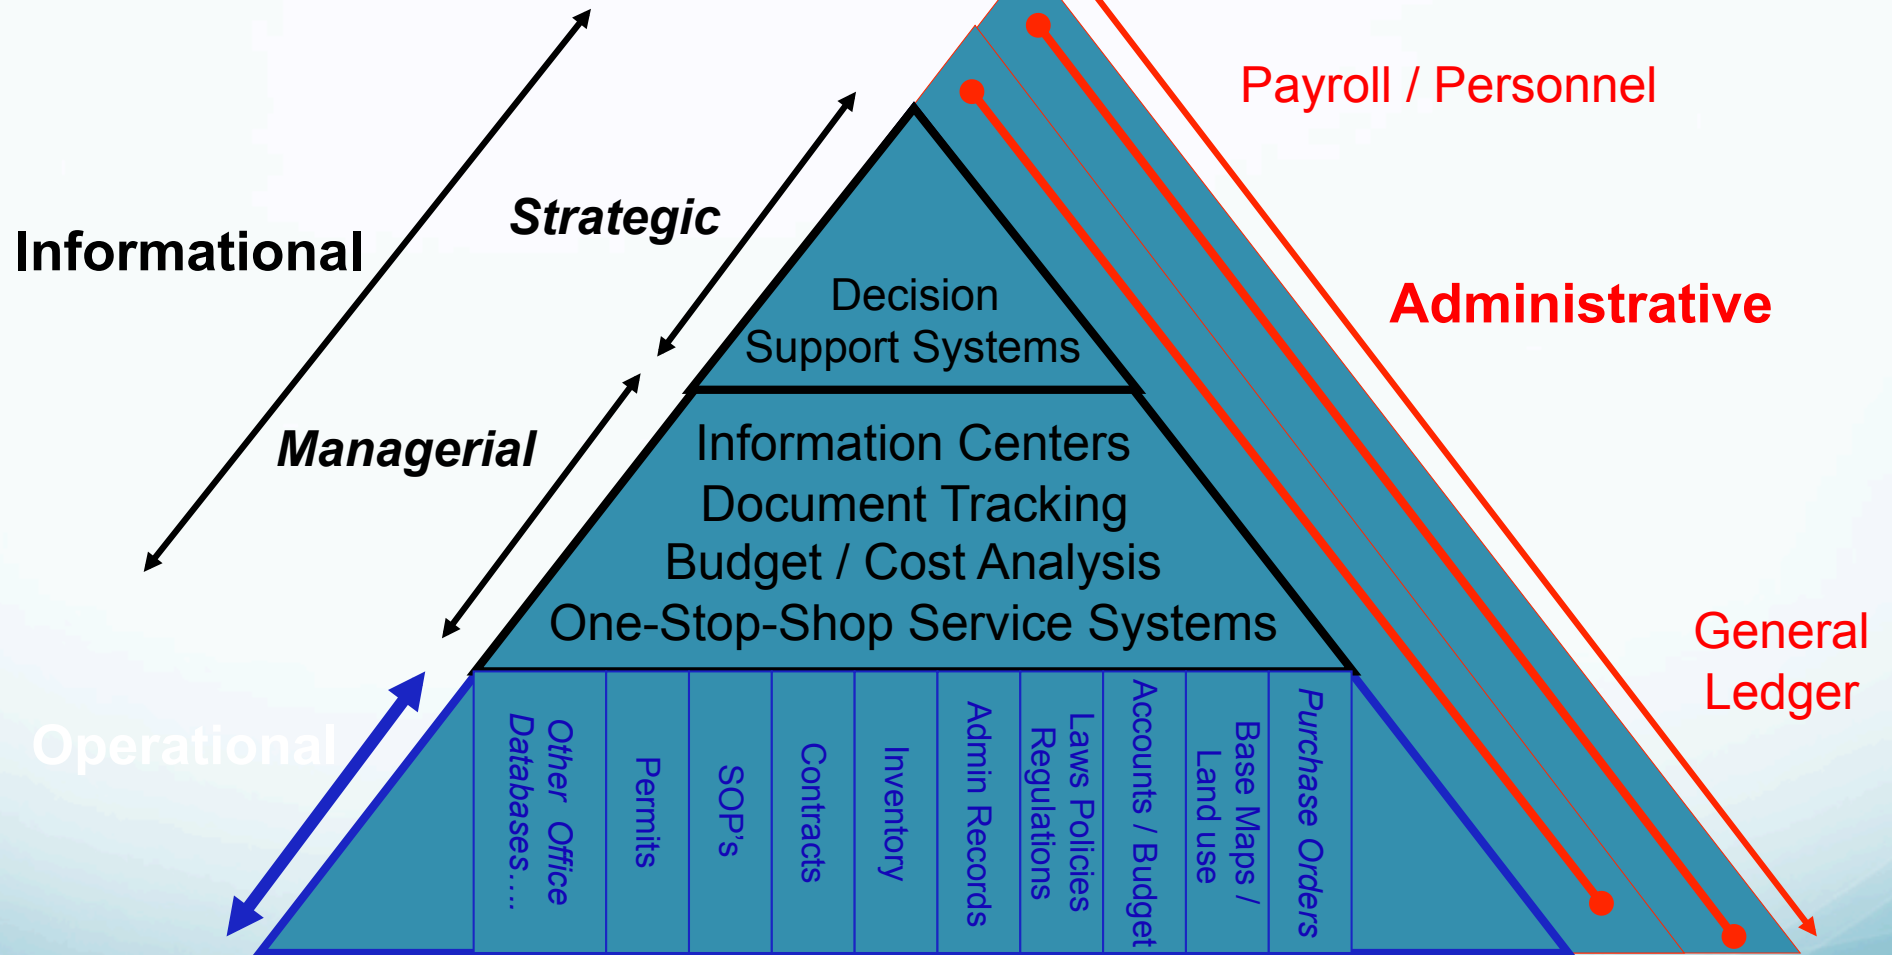 Payroll / Personnel
Strategic
Informational
Administrative
Decision
Support Systems
Managerial
Information Centers
Document Tracking
Budget / Cost Analysis
One-Stop-Shop Service Systems
General
Ledger
Operational
Other Office
Databases....
Permits
SOP's
Contracts
Inventory
Admin Records
Laws Policies
Regulations
Accounts / Budget
Base Maps /
Land use
Purchase Orders